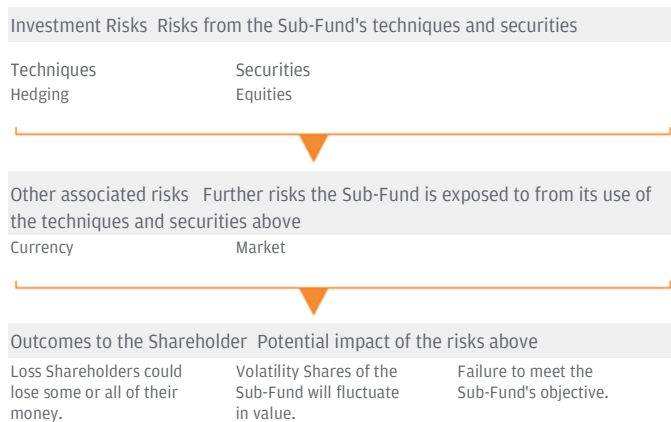 Investment Risks Risks from the Sub-Fund's techniques and securities
Techniques Securities
Hedging Equities
Other associated risks Further risks the Sub-Fund is exposed to from its use of
the techniques and securities above
Currency Market
Outcomes to the Shareholder Potential impact of the risks above
Loss Shareholders could
lose some or all of their
money.
Volatility Shares of the
Sub-Fund will fluctuate
in value.
Failure to meet the
Sub-Fund's objective.